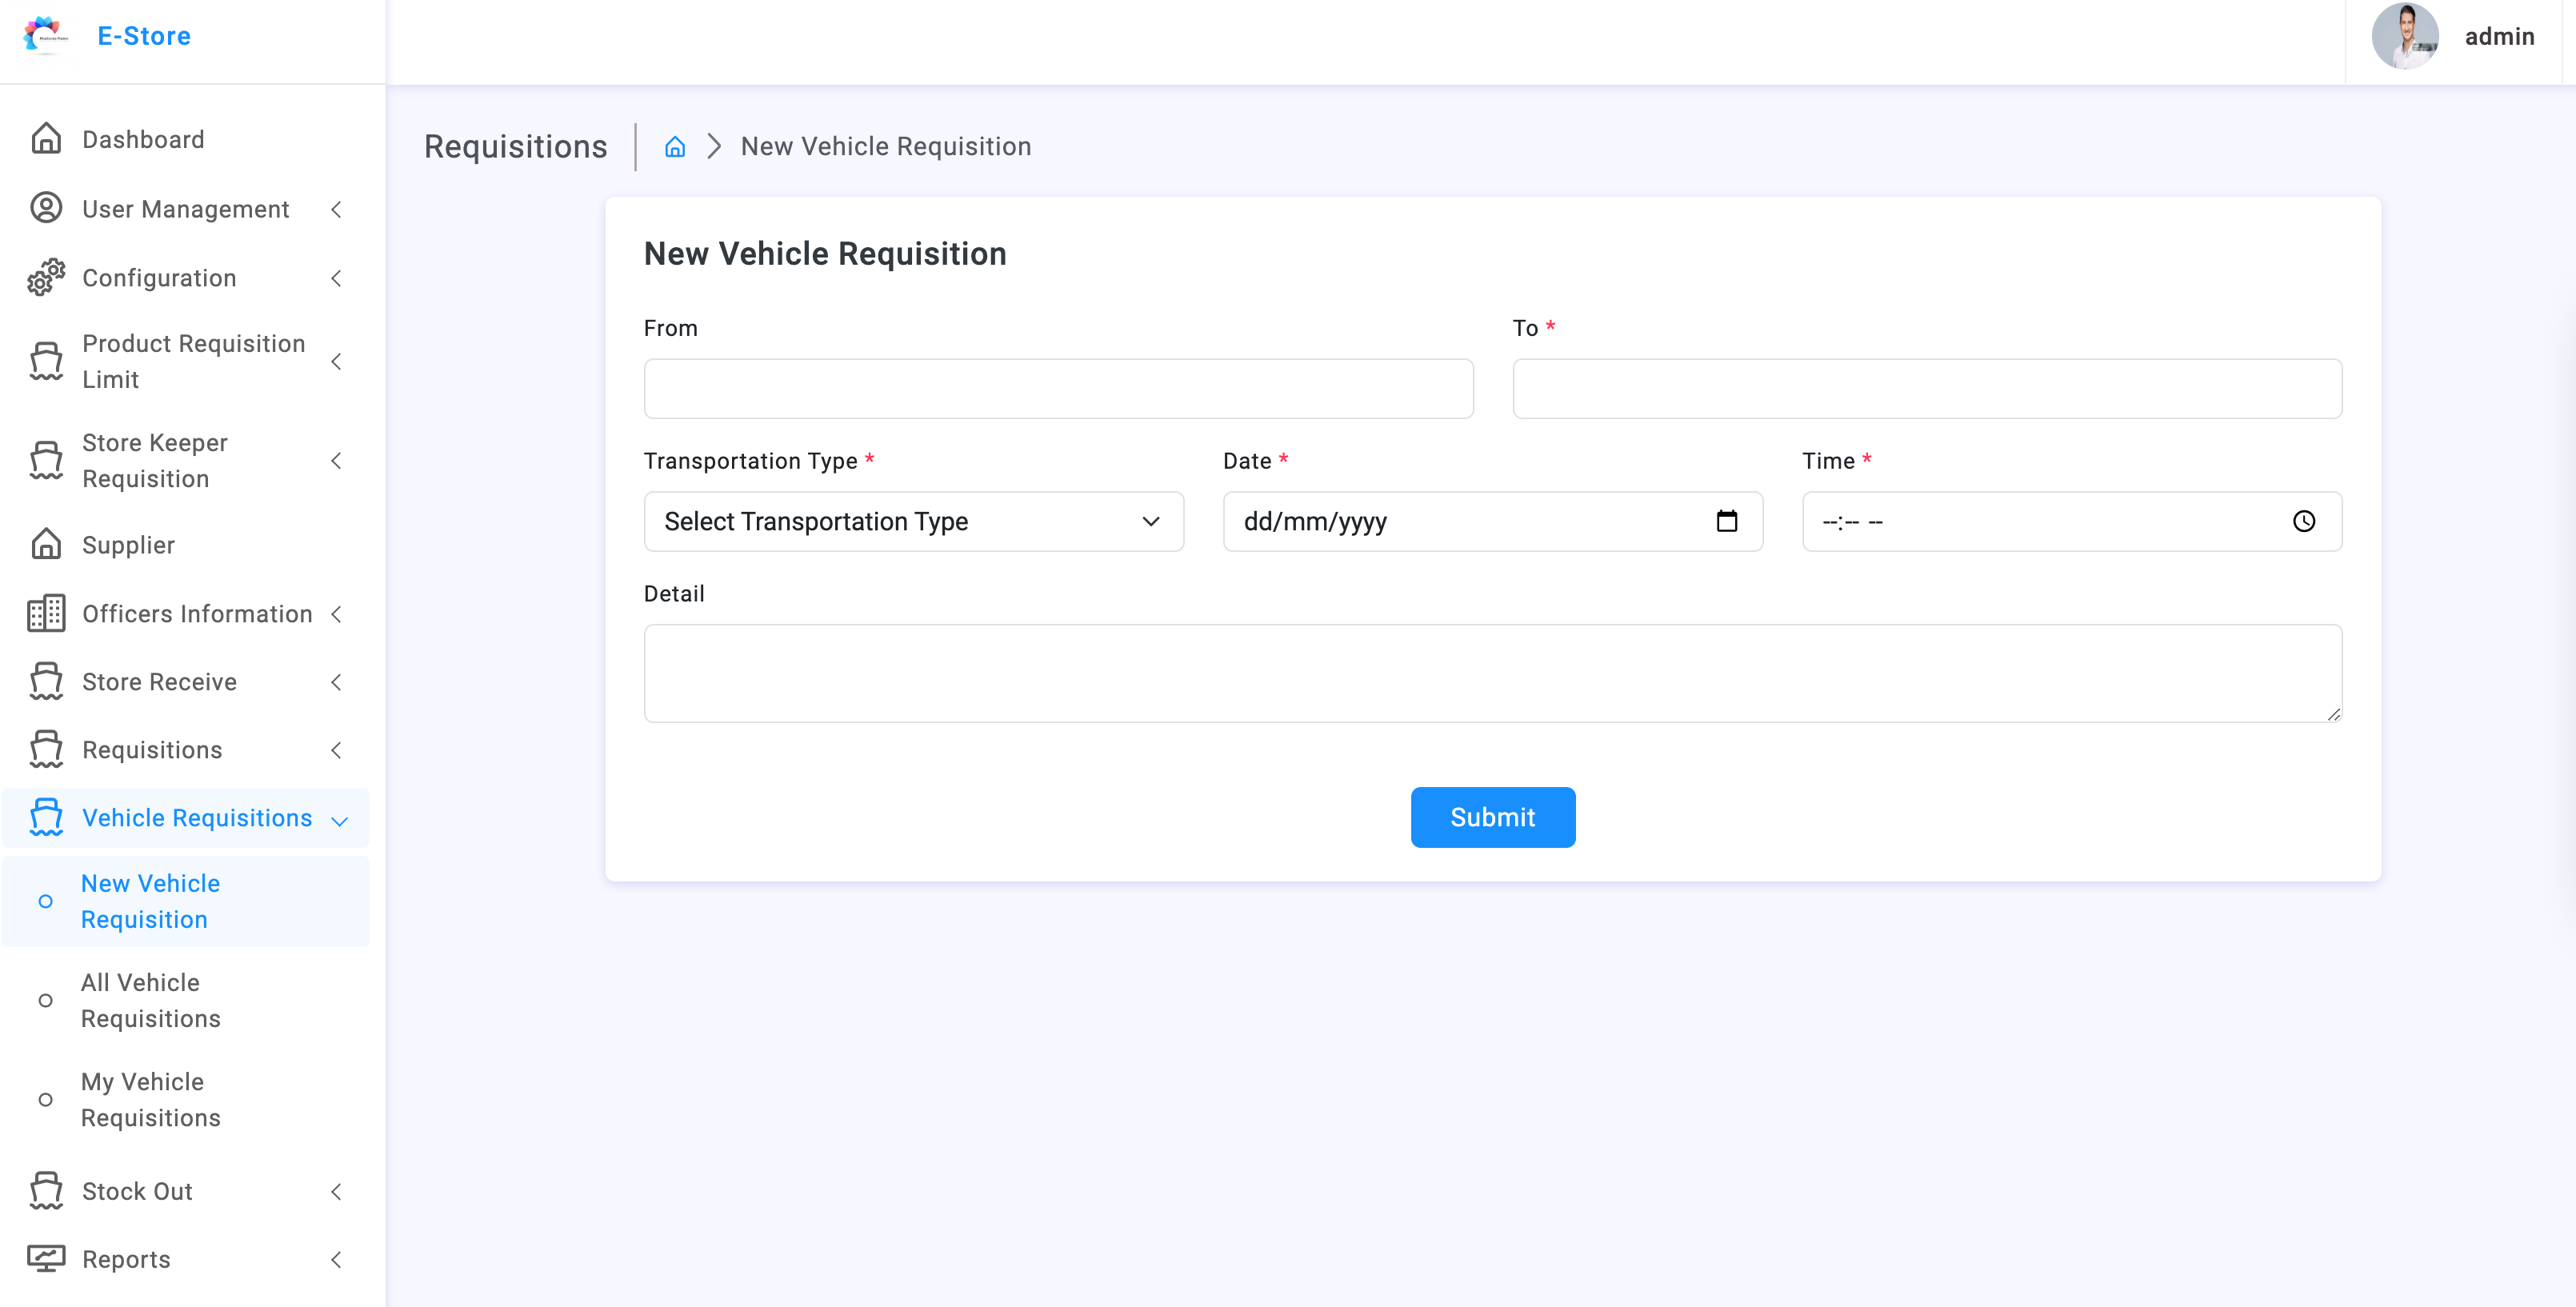 E-Store
admin
Dashboard
User Management
Configuration
Product Requisition
Limit
Store Keeper
Requisition
Supplier
Officers Information
Store Receive
Requisitions
Vehicle Requisitions
New Vehicle
Requisition
All Vehicle
Requisitions
My Vehicle
Requisitions
Stock Out
Reports
Requisitions
New Vehicle Requisition
New Vehicle Requisition
From
To *
Transportation Type *
Date *
Time *
Select Transportation Type
dd/mm/yyyy
--:-- --
Detail
Submit